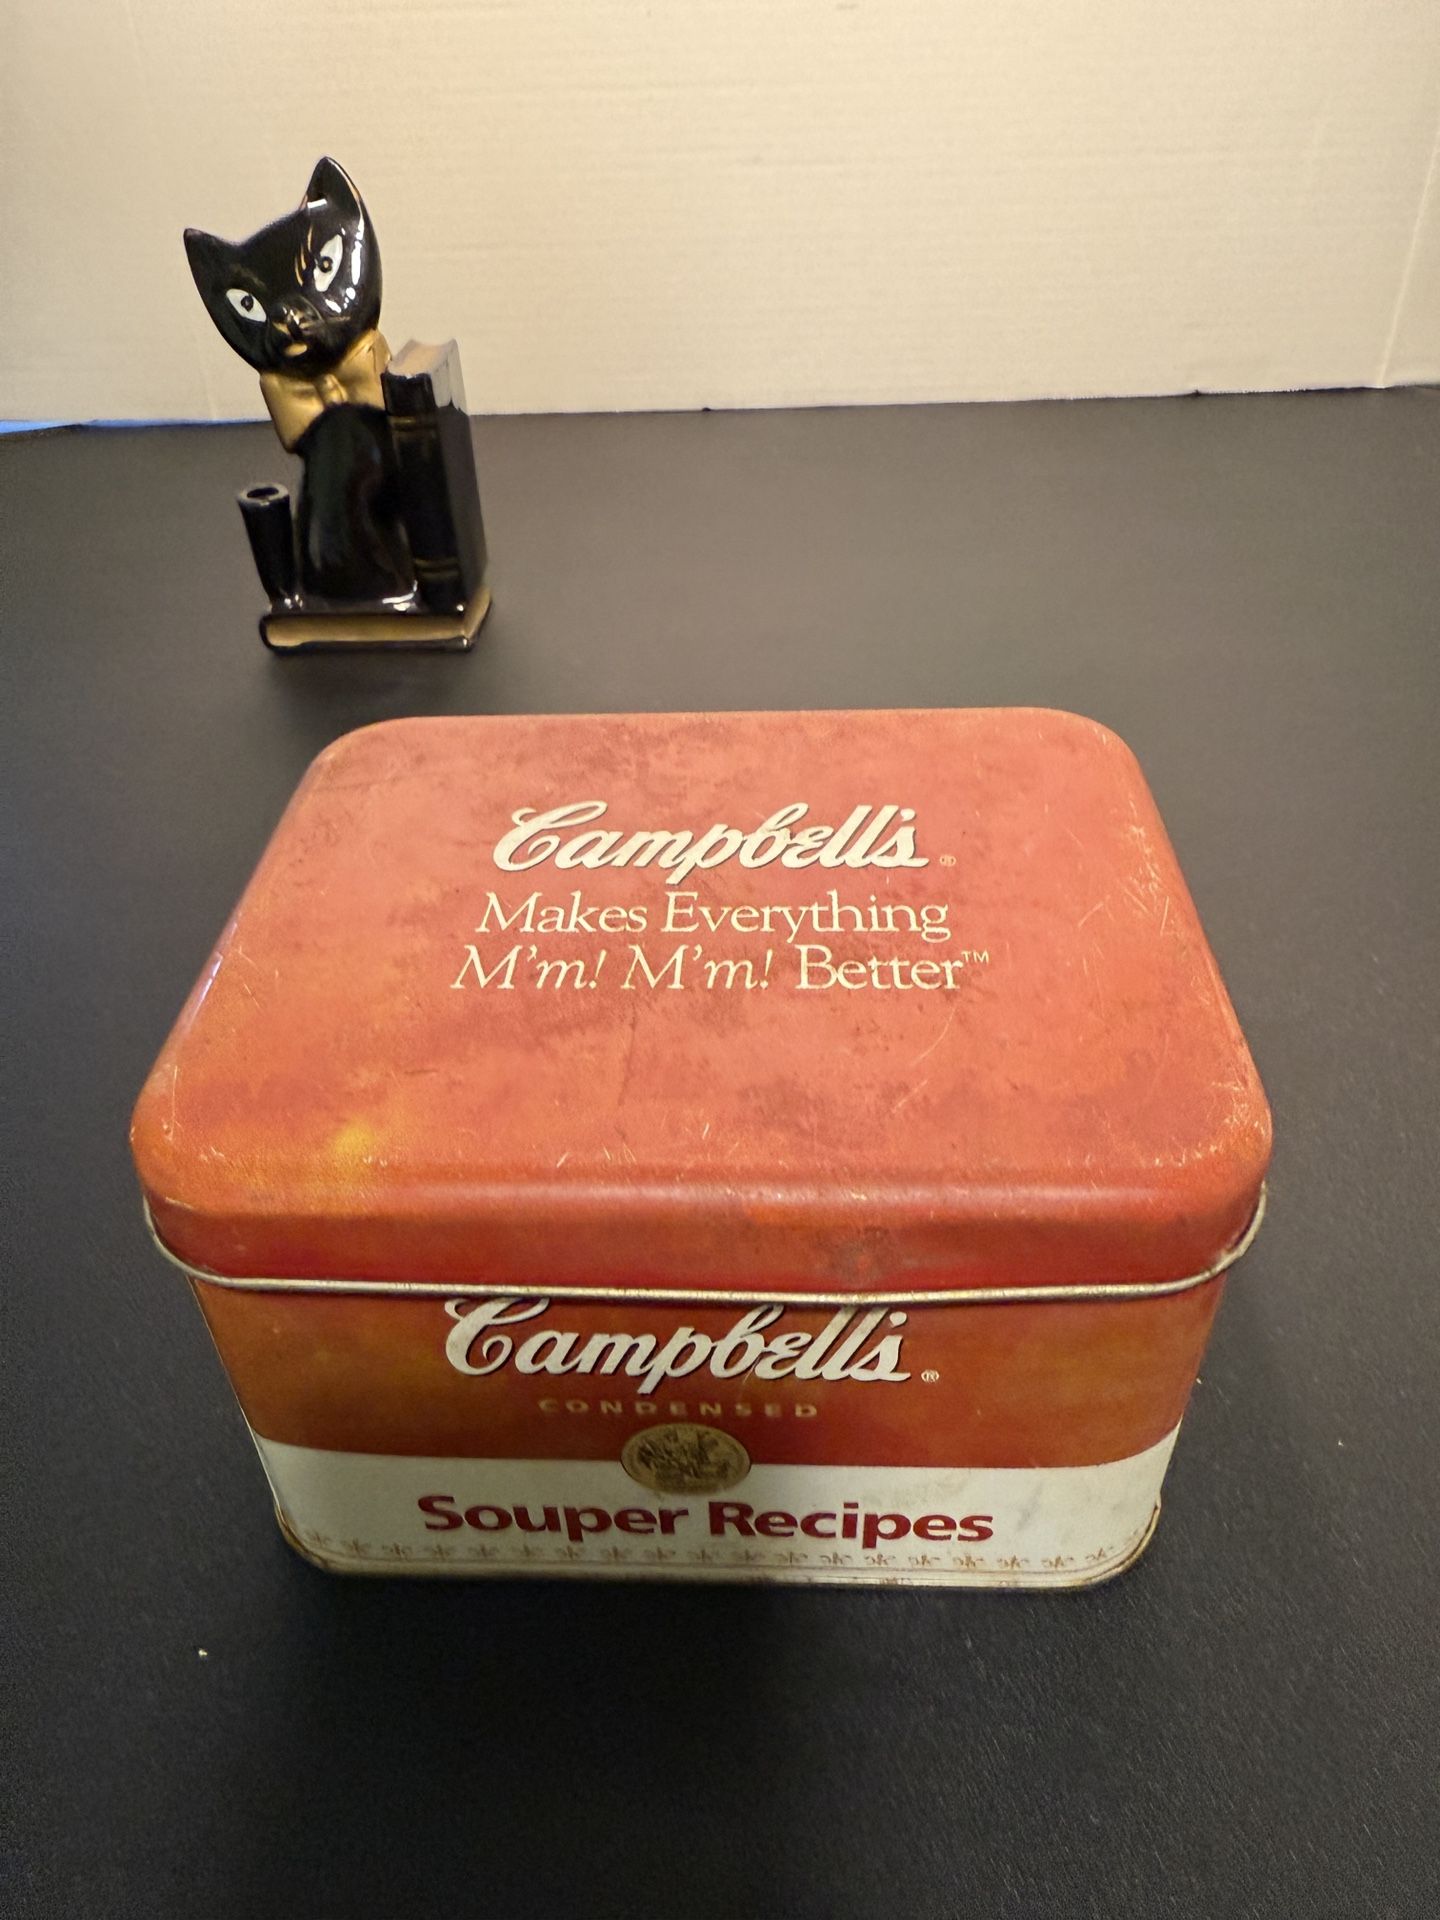 Campbell's®
Makes Everything
M'm! M'm! Better™
Campbell's®
CONDENSED
Souper Recipes